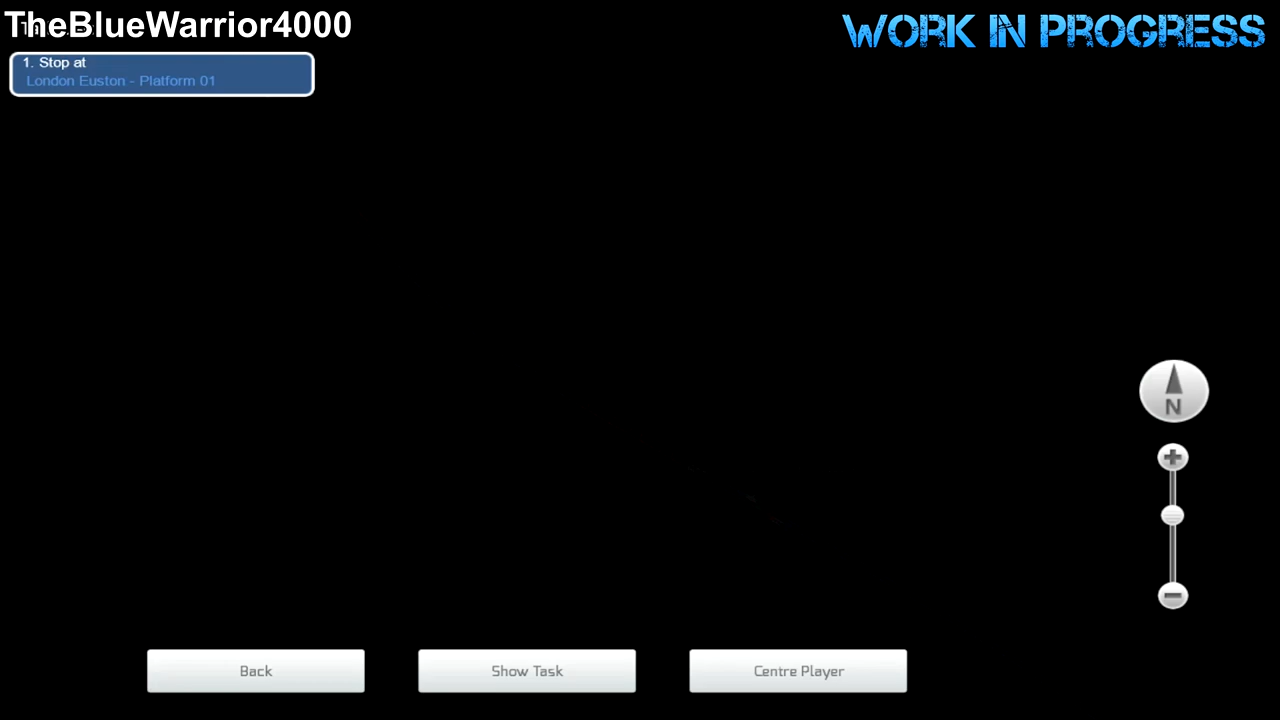 TheBlueWarrior4000
WORK IN PROGRESS
1. Stop at
London Euston - Platform 01
N
Back
Show Task
Centre Player